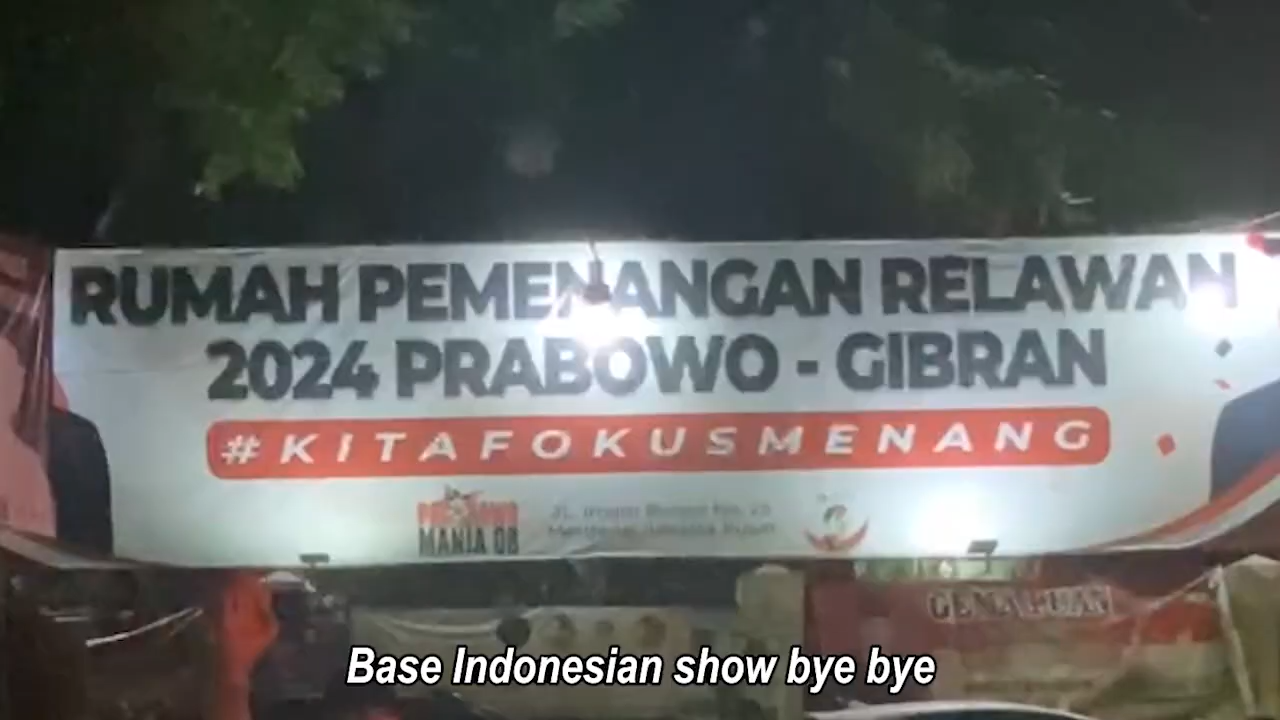 RUMAH PEMENANGAN RELAWAN
2024 PRABOWO - GIBRAN
#KITAFOKUSMENANG
MANIA 08
Base Indonesian show bye bye